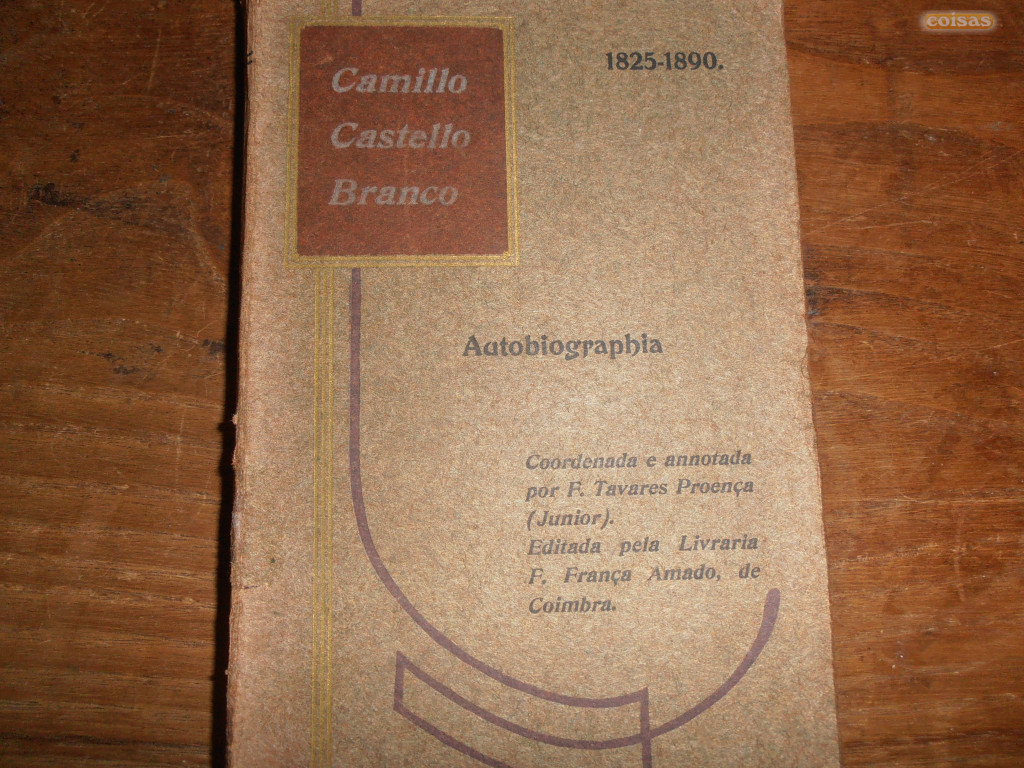 coisas
Camillo
Castello
Branco
1825-1890.
Autobiographia
Coordenada e annotada
por F. Tavares Proença
(Junior).
Editada pela Livraria
F. França Amado, de
Coimbra.